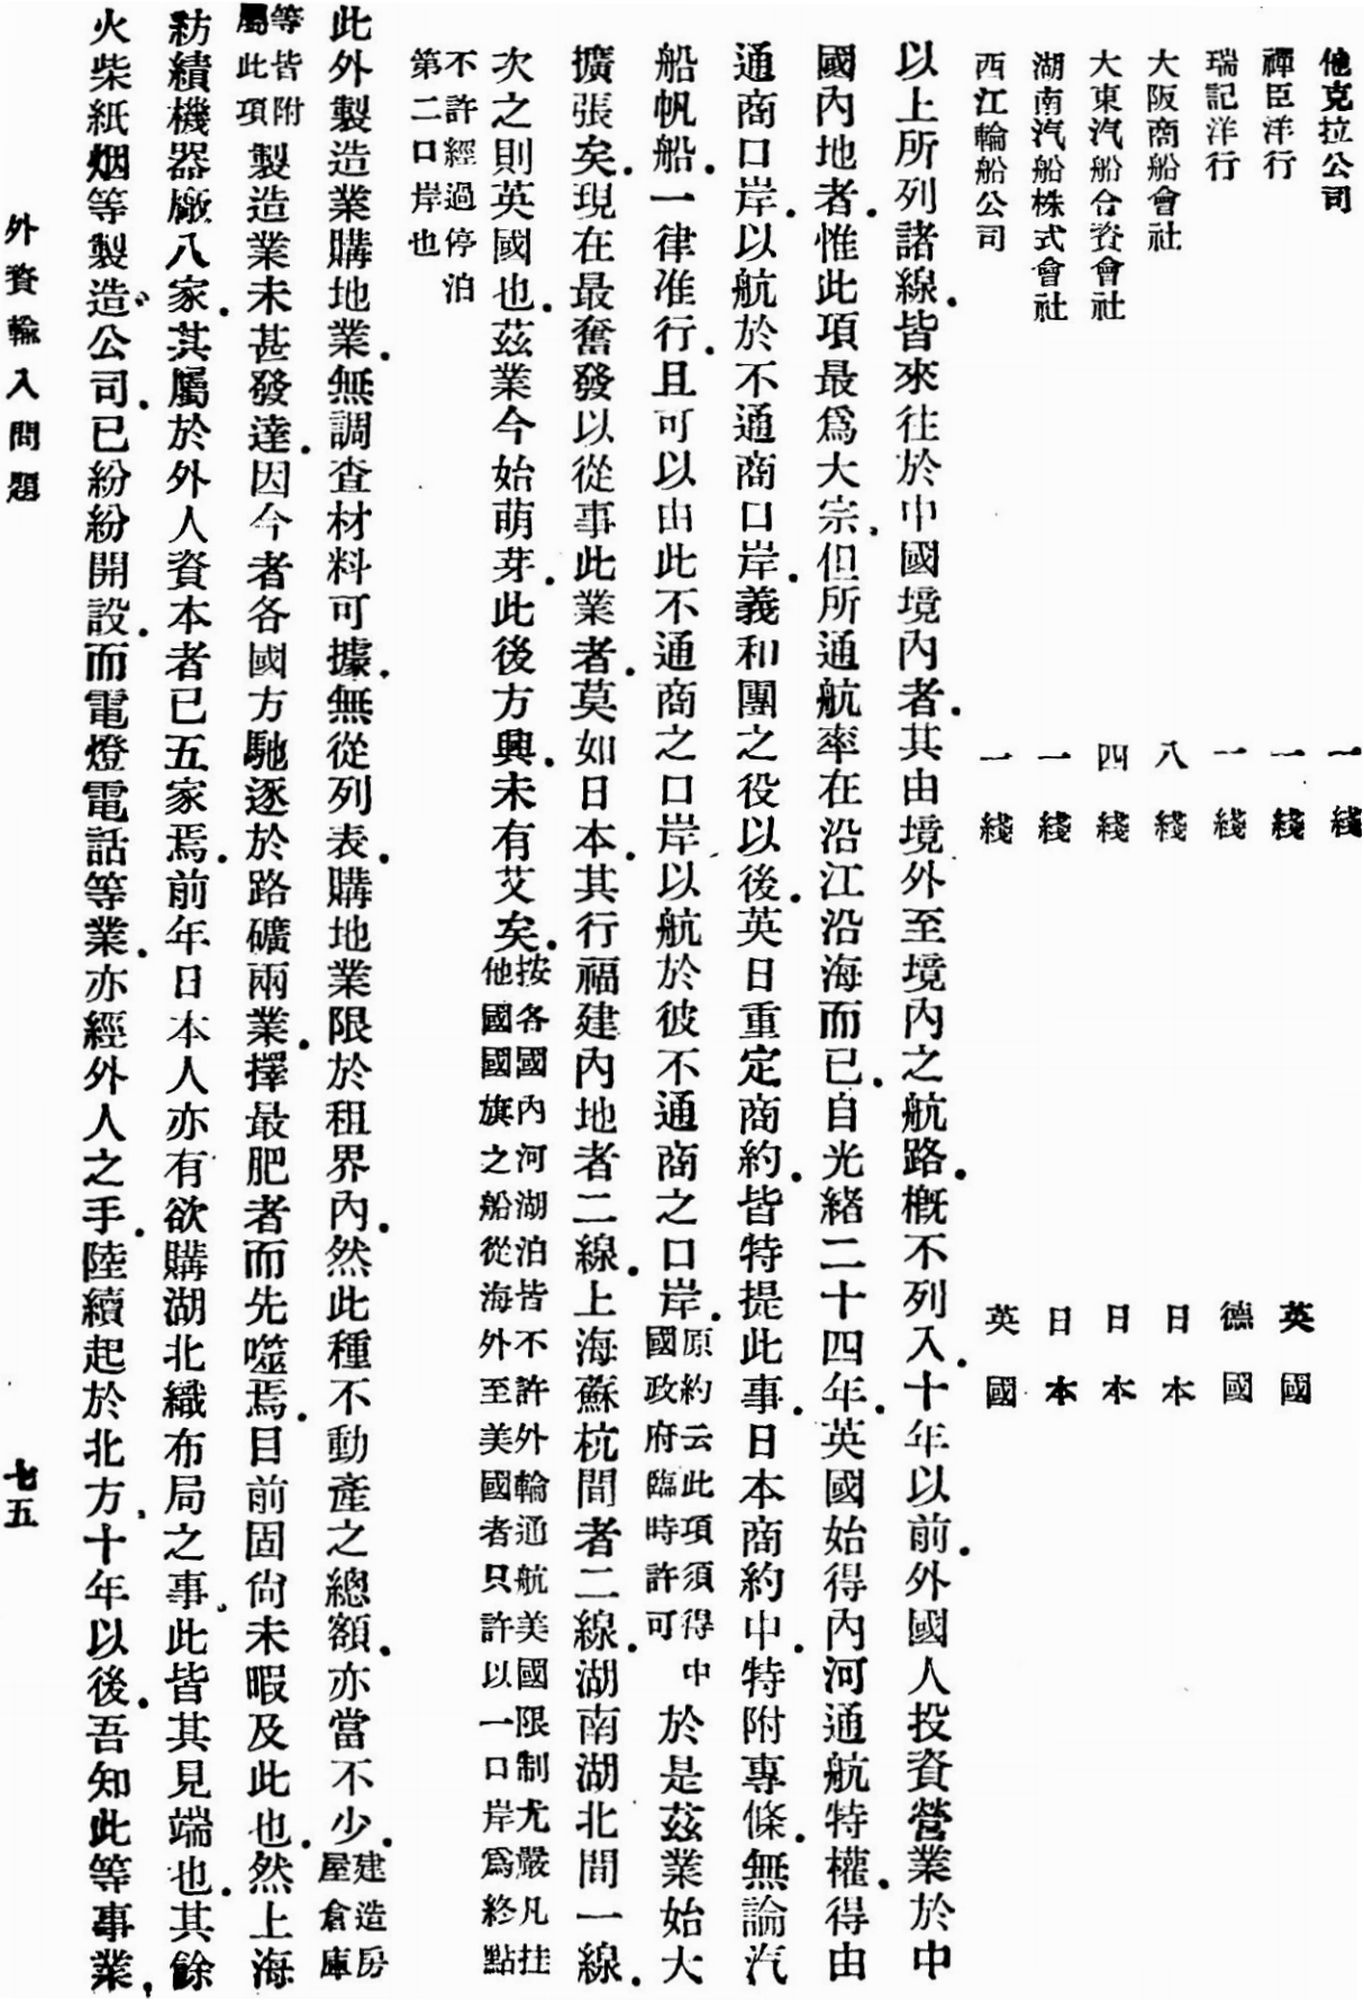 他克拉公司　一綫
禪臣洋行　一綫　英國
瑞記洋行　一綫　德國
大阪商船會社　八綫　日本
大東汽船合資會社　四綫　日本
湖南汽船株式會社　一綫　日本
西江輪船公司　一綫　英國
以上所列諸線．皆來往於中國境內者．其由境外至境內之航路．槪不列入．十年以前．外國人投資營業於中
國內地者．惟此項最爲大宗．但所通航率在沿江沿海而已．自光緒二十四年．英國始得內河通航特權．得由
通商口岸．以航於不通商口岸．義和團之役以後．英日重定商約．皆特提此事．日本商約中．特附專條．無論汽
船帆船．一律准行．且可以由此不通商之口岸以航於彼不通商之口岸．原約云此項須得中國政府臨時許可於是茲業始大
擴張矣．現在最奮發以從事此業者．莫如日本．其行福建內地者二線．上海蘇杭間者二線．湖南湖北間一線．
次之則英國也．茲業今始萌芽．此後方興．未有艾矣．按各國內河湖泊皆不許外輪通航美國限制尤嚴凡挂他國國旗之船從海外至美國者只許以一口岸爲終點
不許經過停泊第二口岸也
此外製造業購地業．無調查材料可據．無從列表．購地業限於租界內．然此種不動產之總額．亦當不少．建造房屋倉庫
等皆附屬此項製造業未甚發達．因今者各國方馳逐於路礦兩業．擇最肥者而先噬焉．目前固尙未暇及此也．然上海
紡績機器廠八家．其屬於外人資本者已五家焉．前年日本人亦有欲購湖北織布局之事．此皆其見端也．其餘
火柴紙烟等製造公司．已紛紛開設．而電燈電話等業．亦經外人之手．陸續起於北方．十年以後．吾知此等事業．
外資輸入問題
七五